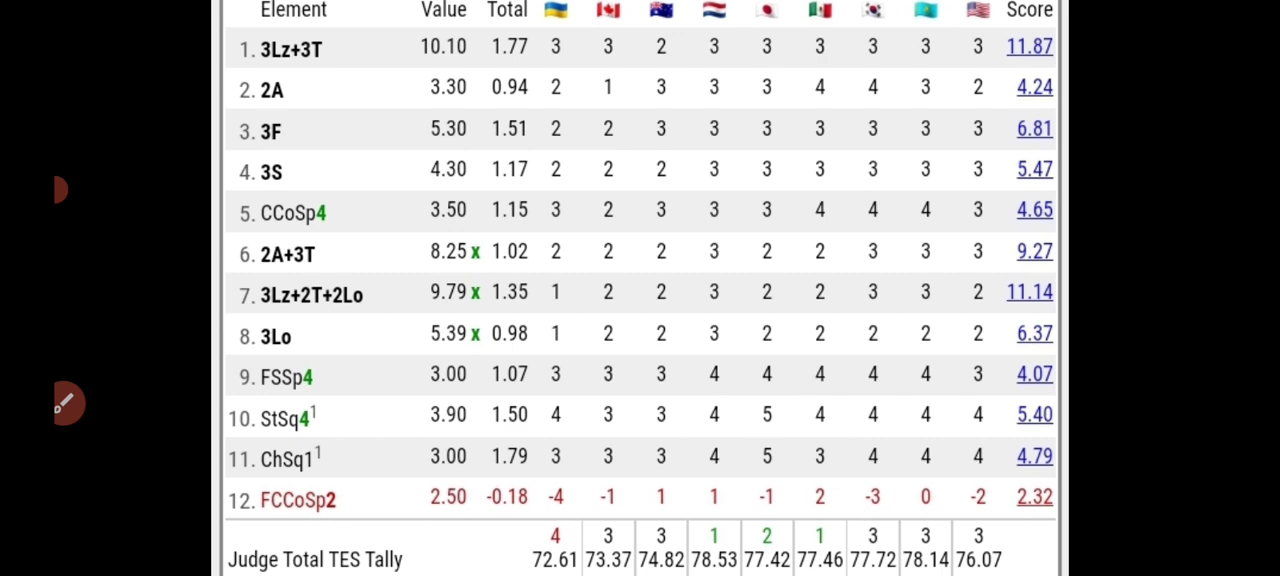 Element Value Total 🇺🇦 🇨🇦 🇦🇺 🇳🇱 🇯🇵 🇲🇽 🇰🇷 🇰🇿 🇺🇸 Score
1. 3Lz+3T 10.10 1.77 3 3 2 3 3 3 3 3 3 11.87
2. 2A 3.30 0.94 2 1 3 3 3 4 4 3 2 4.24
3. 3F 5.30 1.51 2 2 3 3 3 3 3 3 3 6.81
4. 3S 4.30 1.17 2 2 2 3 3 3 3 3 3 5.47
5. CCoSp4 3.50 1.15 3 2 3 3 3 4 4 4 3 4.65
6. 2A+3T 8.25 x 1.02 2 2 2 3 2 2 3 3 3 9.27
7. 3Lz+2T+2Lo 9.79 x 1.35 1 2 2 3 2 2 3 3 2 11.14
8. 3Lo 5.39 x 0.98 1 2 2 3 2 2 2 2 2 6.37
9. FSSp4 3.00 1.07 3 3 3 4 4 4 4 4 3 4.07
10. StSq4¹ 3.90 1.50 4 3 3 4 5 4 4 4 4 5.40
11. ChSq1¹ 3.00 1.79 3 3 3 4 5 3 4 4 4 4.79
12. FCCoSp2 2.50 -0.18 -4 -1 1 1 -1 2 -3 0 -2 2.32
4 3 3 1 2 1 3 3 3
Judge Total TES Tally 72.61 73.37 74.82 78.53 77.42 77.46 77.72 78.14 76.07